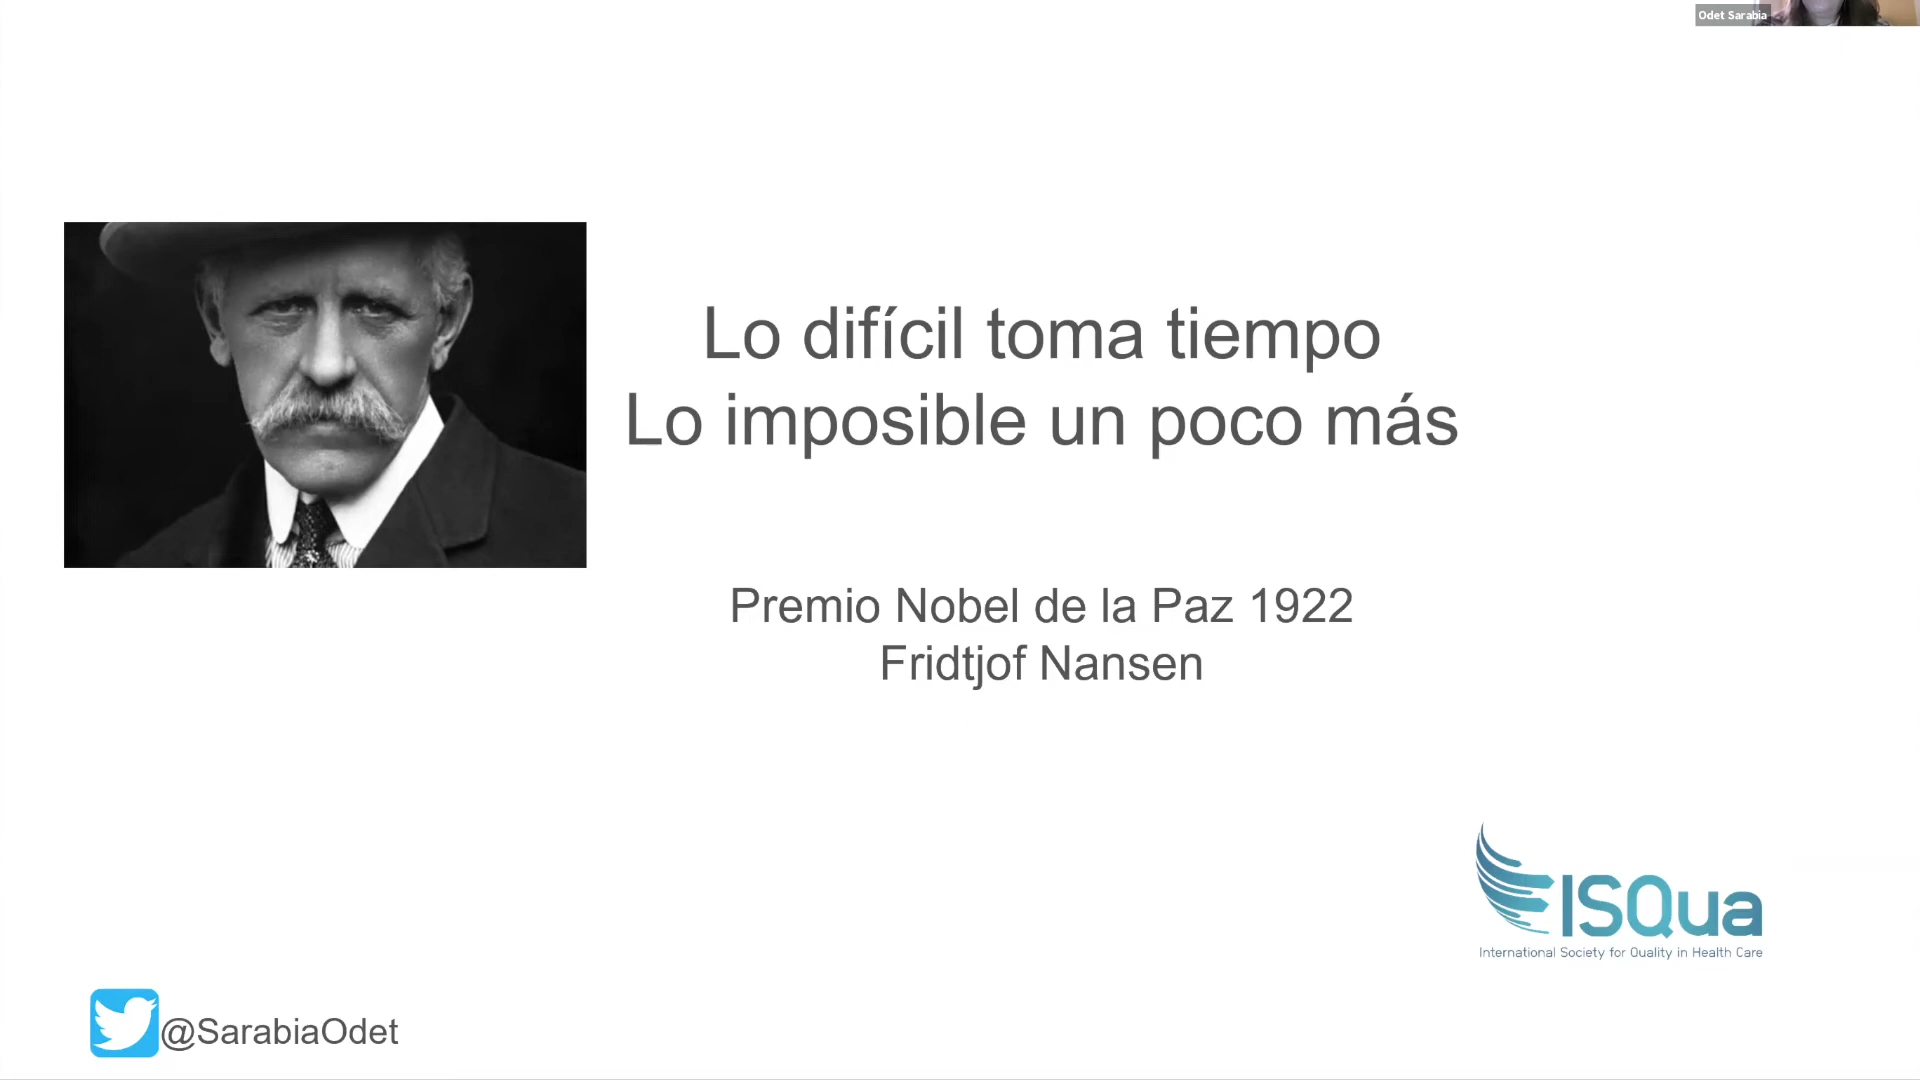 Odet Sarabia
Lo difícil toma tiempo
Lo imposible un poco más
Premio Nobel de la Paz 1922
Fridtjof Nansen
ISQua
International Society for Quality in Health Care
@SarabiaOdet